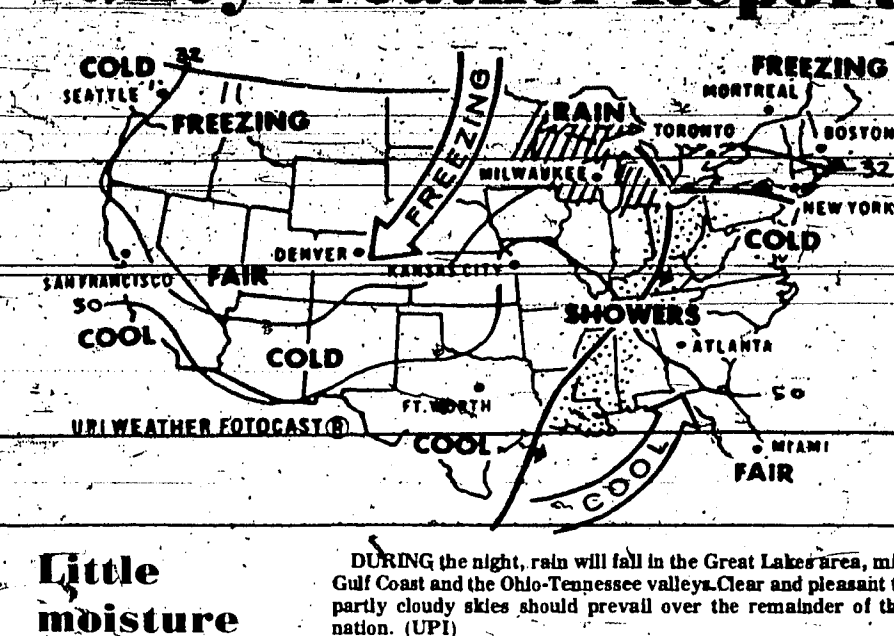 COLD
32
SEATTLE
FREEZING
FREEZING
RAIN
FREEZING
MORTREAL
TORONTO
BOSTON
32
MILWAUKEE
NEW YORK
COLD
DENVER
KANSAS CITY
SAN FRANCISCO
FAIR
50
COOL
COLD
SHOWERS
ATLANTA
50
FT. WORTH
UPI WEATHER FOTOCAST®
COOL
COOL
MIAMI
FAIR
Little
moisture
DURING the night, rain will fall in the Great Lakes area, mi
Gulf Coast and the Ohio-Tennessee valleys. Clear and pleasant t
partly cloudy skies should prevail over the remainder of th
nation. (UPI)